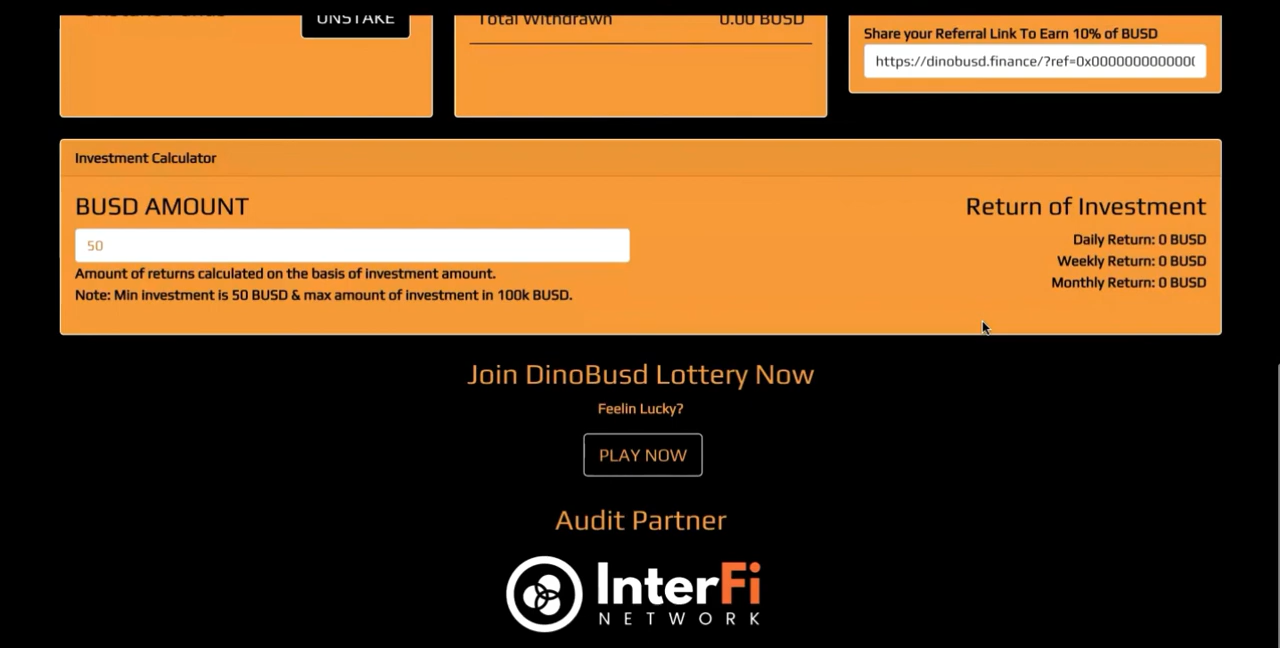 UNSTAKE
Total Withdrawn 0.00 BUSD
Share your Referral Link To Earn 10% of BUSD
https://dinobusd.finance/?ref=0x000000000000
Investment Calculator
BUSD AMOUNT
50
Amount of returns calculated on the basis of investment amount.
Note: Min investment is 50 BUSD & max amount of investment in 100k BUSD.
Return of Investment
Daily Return: 0 BUSD
Weekly Return: 0 BUSD
Monthly Return: 0 BUSD
Join DinoBusd Lottery Now
Feelin Lucky?
PLAY NOW
Audit Partner
InterFi
NETWORK